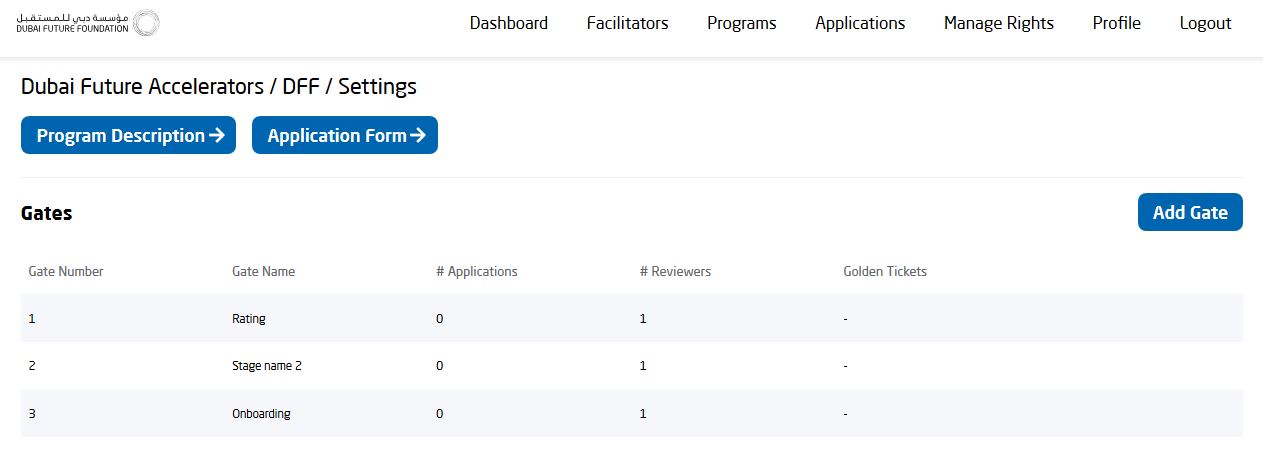 مؤسسة دبي للمستقبل
DUBAI FUTURE FOUNDATION
Dashboard Facilitators Programs Applications Manage Rights Profile Logout
Dubai Future Accelerators / DFF / Settings
Program Description → Application Form →
Gates Add Gate
Gate Number Gate Name # Applications # Reviewers Golden Tickets
1 Rating 0 1 -
2 Stage name 2 0 1 -
3 Onboarding 0 1 -